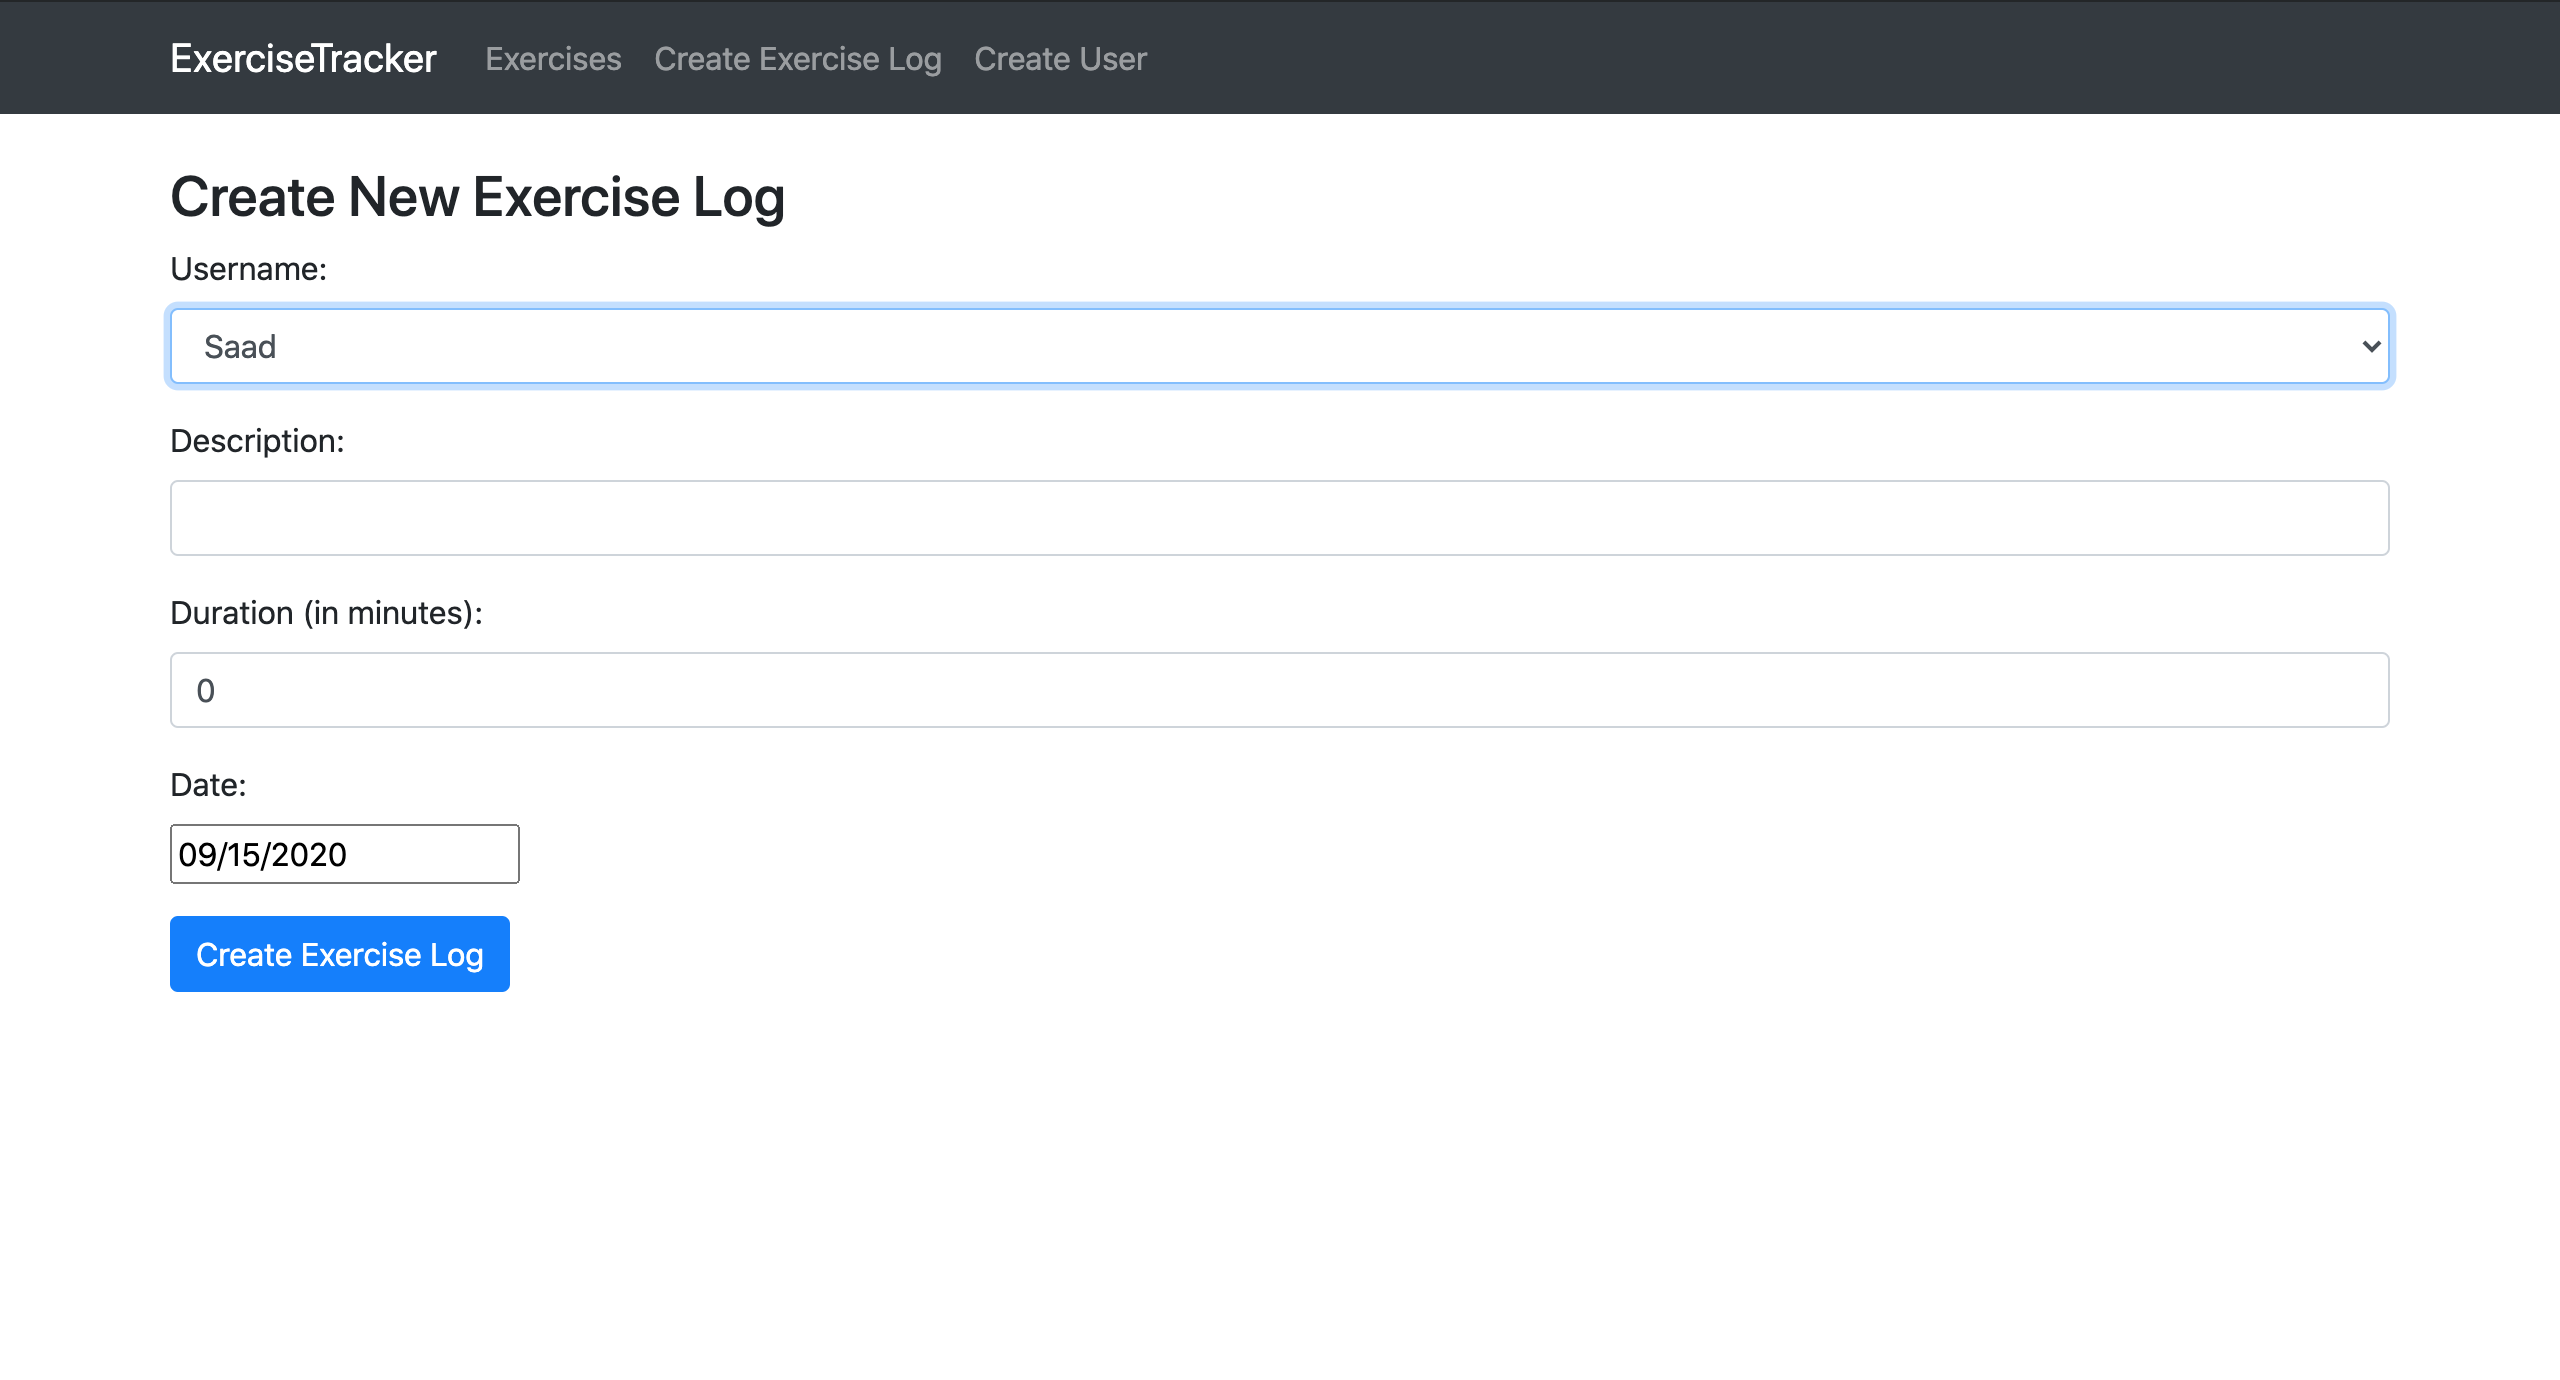 ExerciseTracker Exercises Create Exercise Log Create User
Create New Exercise Log
Username:
Saad
Description:
Duration (in minutes):
0
Date:
09/15/2020
Create Exercise Log